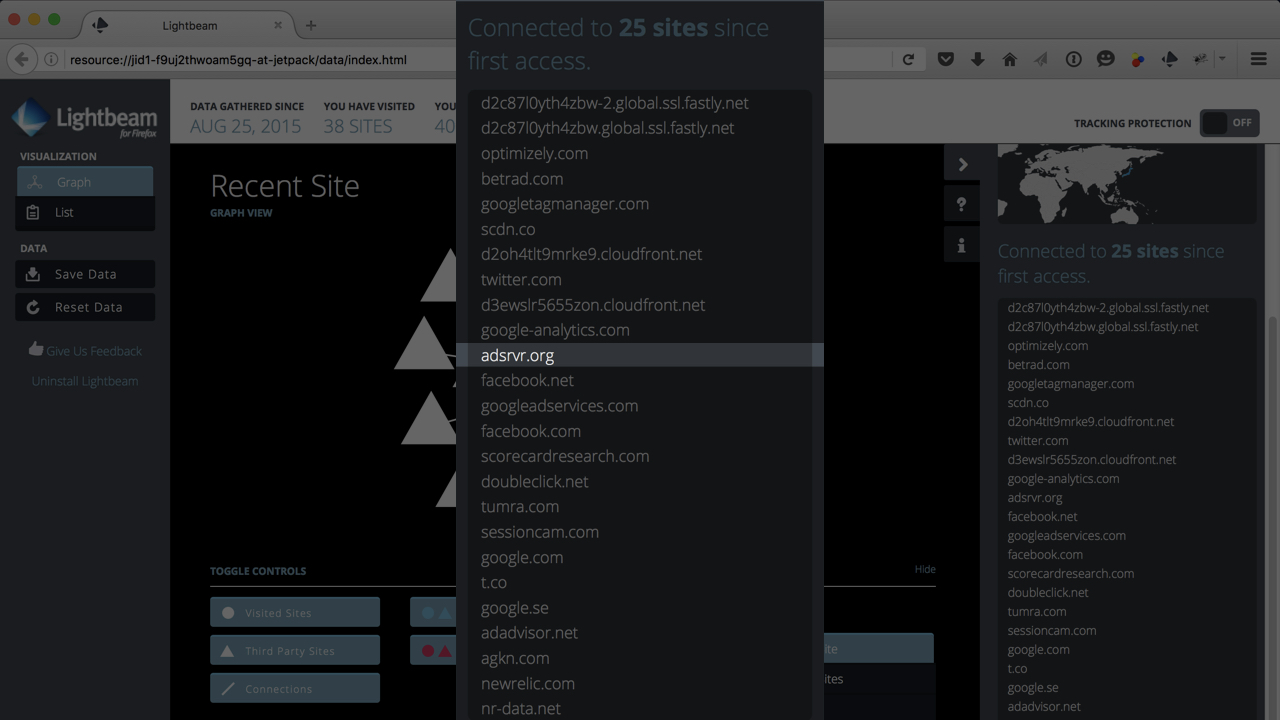 Lightbeam
resource://jid1-f9uj2thwoam5gq-at-jetpack/data/index.html
Lightbeam
for Firefox
DATA GATHERED SINCE
AUG 25, 2015
YOU HAVE VISITED
38 SITES
YOU
40
TRACKING PROTECTION
OFF
VISUALIZATION
Graph
List
DATA
Save Data
Reset Data
Give Us Feedback
Uninstall Lightbeam
Recent Site
GRAPH VIEW
TOGGLE CONTROLS
Hide
Visited Sites
Third Party Sites
Connections
ite
ites
Connected to 25 sites since
first access.
d2c87l0yth4zbw-2.global.ssl.fastly.net
d2c87l0yth4zbw.global.ssl.fastly.net
optimizely.com
betrad.com
googletagmanager.com
scdn.co
d2oh4tlt9mrke9.cloudfront.net
twitter.com
d3ewslr5655zon.cloudfront.net
google-analytics.com
adsrvr.org
facebook.net
googleadservices.com
facebook.com
scorecardresearch.com
doubleclick.net
tumra.com
sessioncam.com
google.com
t.co
google.se
adadvisor.net
agkn.com
newrelic.com
nr-data.net
Connected to 25 sites since
first access.
d2c87l0yth4zbw-2.global.ssl.fastly.net
d2c87l0yth4zbw.global.ssl.fastly.net
optimizely.com
betrad.com
googletagmanager.com
scdn.co
d2oh4tlt9mrke9.cloudfront.net
twitter.com
d3ewslr5655zon.cloudfront.net
google-analytics.com
adsrvr.org
facebook.net
googleadservices.com
facebook.com
scorecardresearch.com
doubleclick.net
tumra.com
sessioncam.com
google.com
t.co
google.se
adadvisor.net